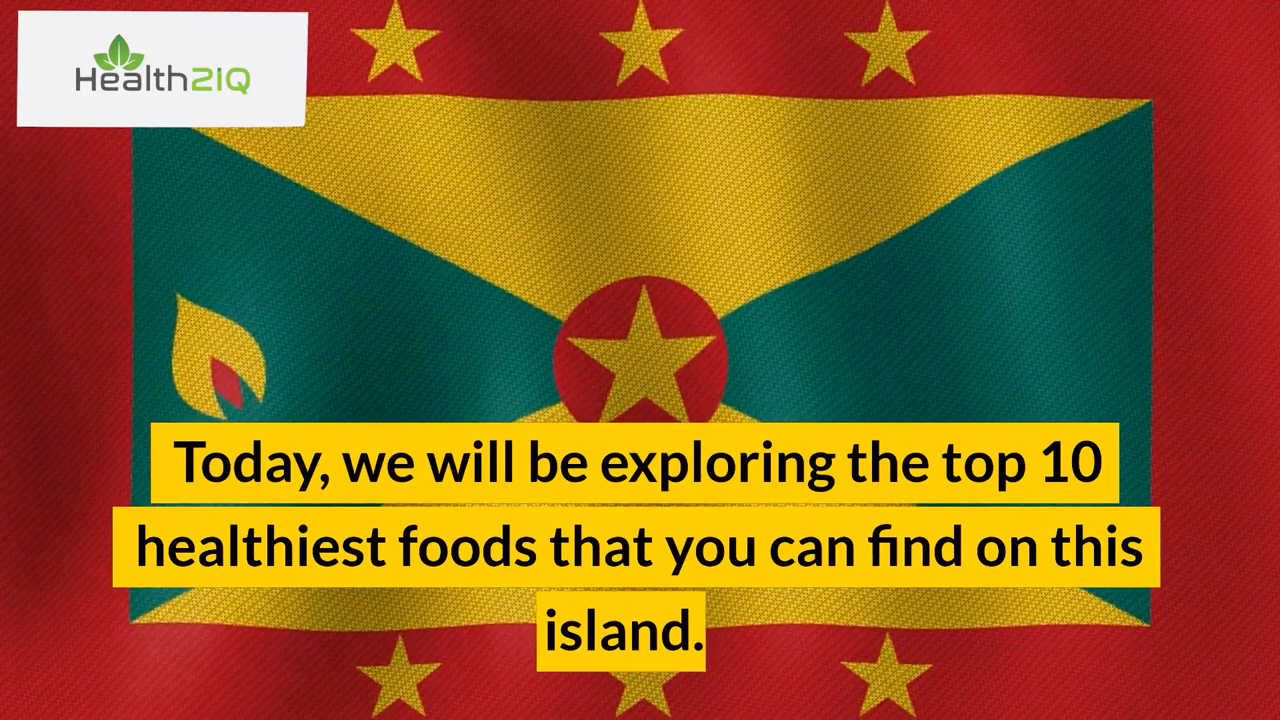 Health2IQ
Today, we will be exploring the top 10
healthiest foods that you can find on this
island.